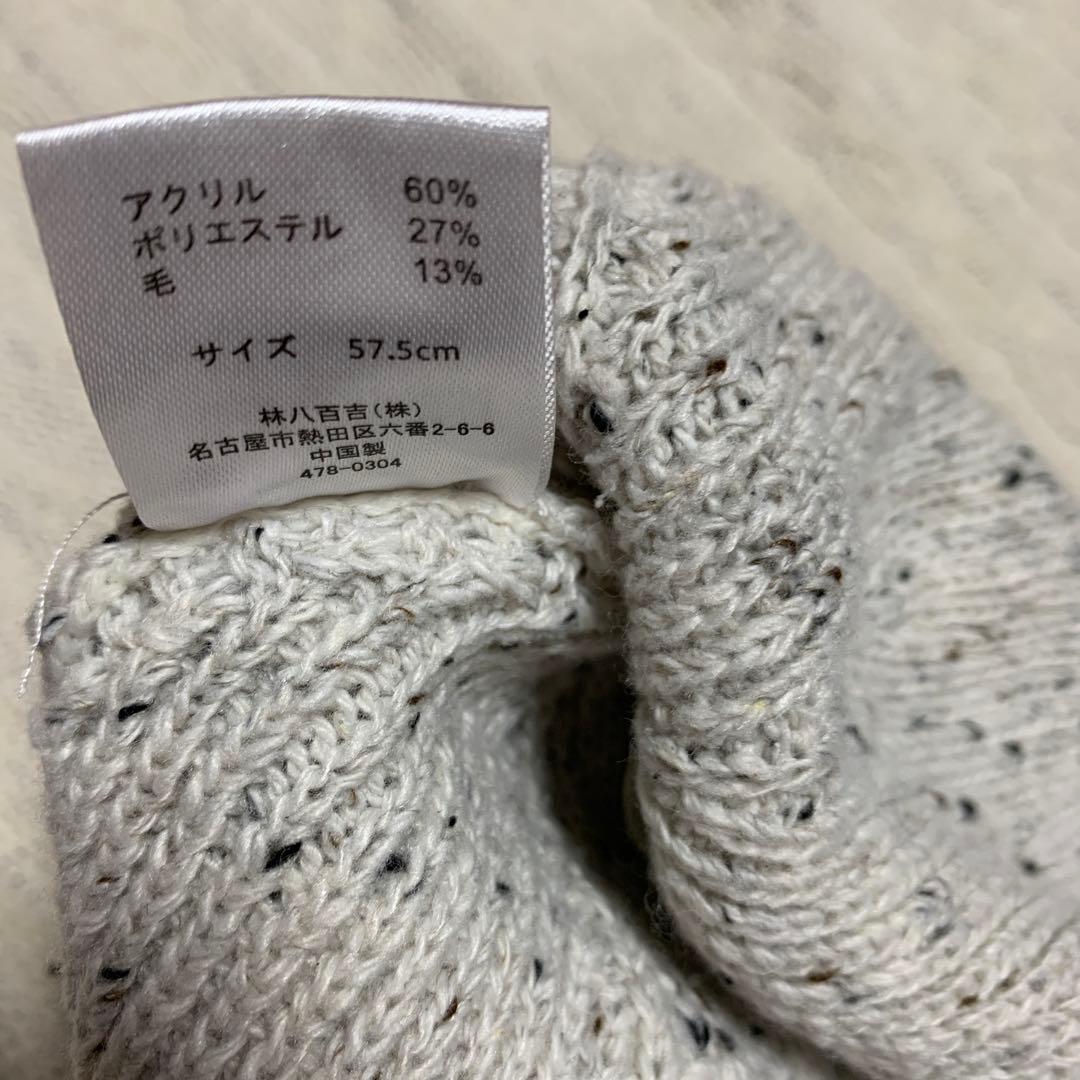 アクリル 60%
ポリエステル 27%
毛 13%
サイズ 57.5cm
林八百吉(株)
名古屋市熱田区六番2-6-6
中国製
478-0304